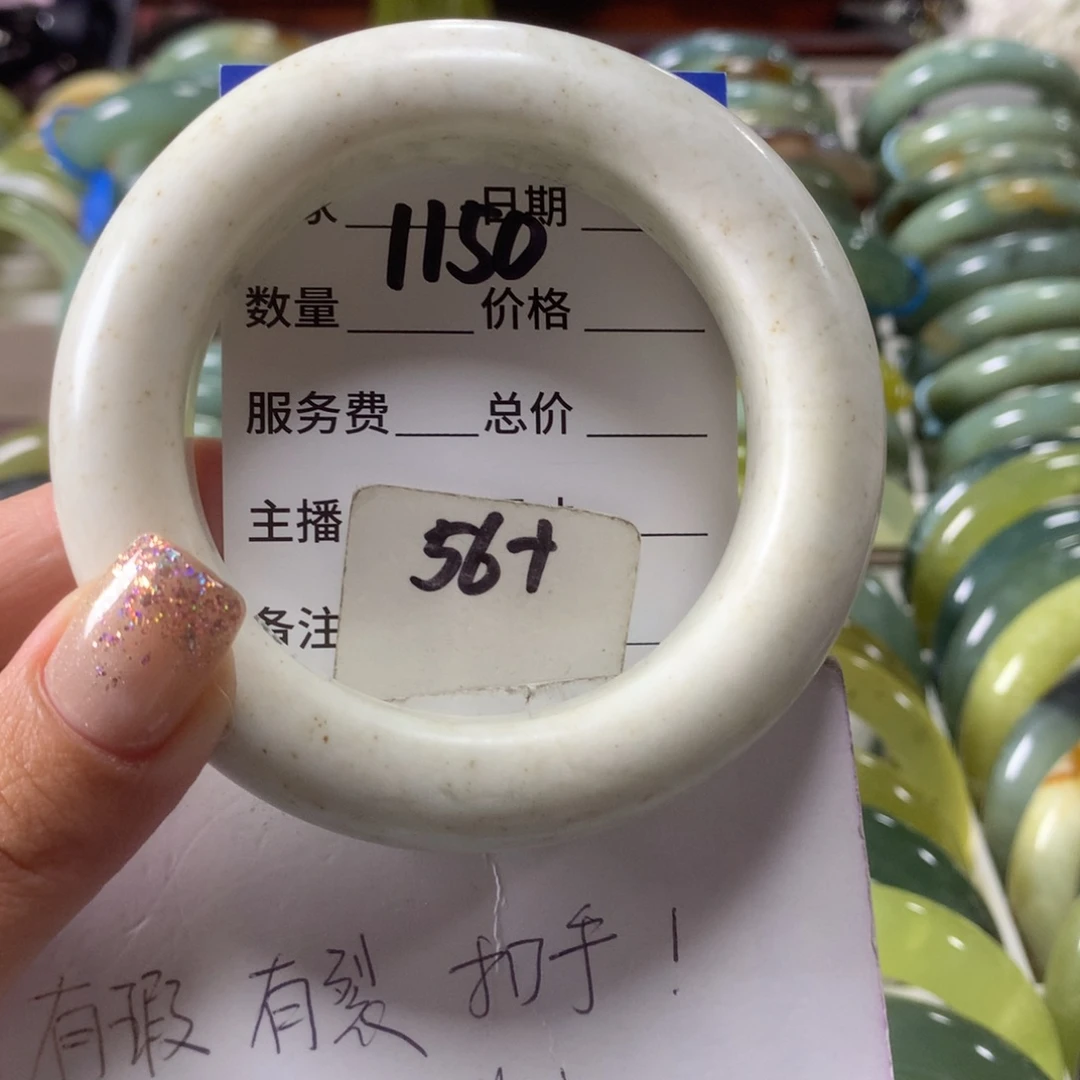 日期
1150
数量 价格
服务费 总价
主播
56+
备注
有瑕 有裂 扣手!